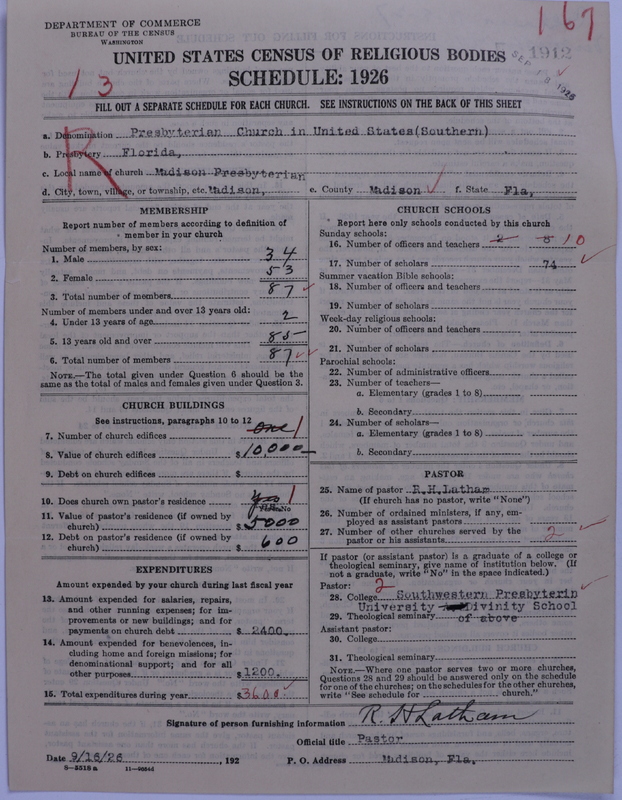 DEPARTMENT OF COMMERCE
BUREAU OF THE CENSUS
WASHINGTON
167
1912
SEP 18 1926
13
UNITED STATES CENSUS OF RELIGIOUS BODIES
SCHEDULE: 1926
FILL OUT A SEPARATE SCHEDULE FOR EACH CHURCH. SEE INSTRUCTIONS ON THE BACK OF THIS SHEET
R
a. Denomination Presbyterian Church in United States(Southern)
b. Presbytery Florida,
c. Local name of church Madison Presbyterian
d. City, town, village, or township, etc. Madison, e. County Madison f. State Fla,
MEMBERSHIP
Report number of members according to definition of member in your church
Number of members, by sex:
1. Male 34
2. Female 53
3. Total number of members 87
Number of members under and over 13 years old:
4. Under 13 years of age 2
5. 13 years old and over 85
6. Total number of members 87
NOTE.—The total given under Question 6 should be the
same as the total of males and females given under Question 3.
CHURCH BUILDINGS
See instructions, paragraphs 10 to 12
7. Number of church edifices One 1
8. Value of church edifices $10,000
9. Debt on church edifices $
10. Does church own pastor's residence yes 1
Yes or No
11. Value of pastor's residence (if owned by
church) $ 5000
12. Debt on pastor's residence (if owned by
church) $ 600
EXPENDITURES
Amount expended by your church during last fiscal year
13. Amount expended for salaries, repairs,
and other running expenses; for im-
provements or new buildings; and for
payments on church debt $ 2400.
14. Amount expended for benevolences, in-
cluding home and foreign missions; for
denominational support; and for all
other purposes $ 1200.
15. Total expenditures during year $3600.
CHURCH SCHOOLS
Report here only schools conducted by this church
Sunday schools:
16. Number of officers and teachers 2 8 10
17. Number of scholars 74
Summer vacation Bible schools:
18. Number of officers and teachers
19. Number of scholars
Week-day religious schools:
20. Number of officers and teachers
21. Number of scholars
Parochial schools:
22. Number of administrative officers
23. Number of teachers—
a. Elementary (grades 1 to 8)
b. Secondary
24. Number of scholars—
a. Elementary (grades 1 to 8)
b. Secondary
PASTOR
25. Name of pastor R.H.Latham
(If church has no pastor, write "None")
26. Number of ordained ministers, if any, em-
ployed as assistant pastors
27. Number of other churches served by the
pastor or his assistants 2
If pastor (or assistant pastor) is a graduate of a college or
theological seminary, give name of institution below. (If
not a graduate, write "No" in the space indicated.)
Pastor: 2
28. College Southwestern Presbyterin
University Divinity School
29. Theological seminary of above
Assistant pastor:
30. College
31. Theological seminary
NOTE.—Where one pastor serves two or more churches,
Questions 28 and 29 should be answered only on the schedule
for one of the churches; on the schedules for the other churches,
write "See schedule for church."
Signature of person furnishing information R. H Latham
Official title Pastor
Date 9/16/26, 192 P. O. Address Madison, Fla.
8—5518 a